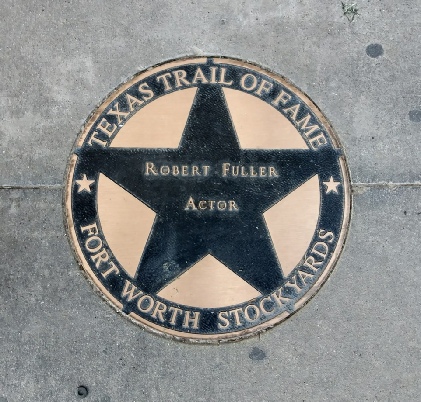 TEXAS TRAIL OF FAME
ROBERT FULLER
ACTOR
FORT WORTH STOCKYARDS